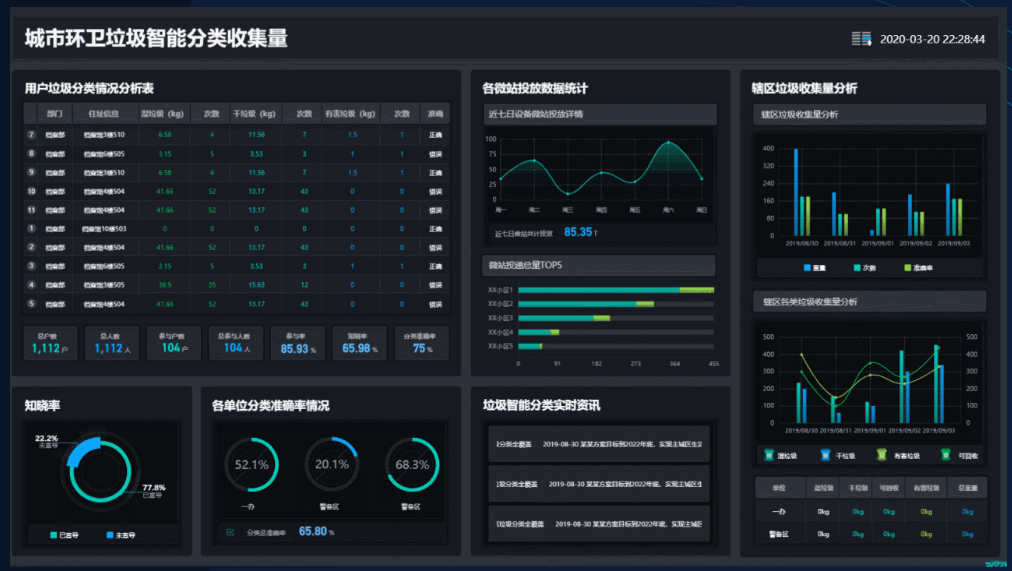 城市环卫垃圾智能分类收集量
2020-03-20 22:28:44
用户垃圾分类情况分析表
部门 住址信息 湿垃圾（kg） 次数 干垃圾（kg） 次数 有害垃圾（kg） 次数 准确
7 档案部 档案馆3楼510 6.58 4 11.56 7 1.5 1 正确
8 档案部 档案馆6楼505 3.15 5 3.53 3 1 1 错误
9 档案部 档案馆3楼510 6.58 4 11.56 7 1.5 1 正确
10 档案部 档案馆4楼504 41.66 52 13.17 43 0 0 错误
11 档案部 档案馆4楼504 41.66 52 13.17 43 0 0 错误
1 档案部 档案馆10楼503 0 0 0 0 0 0 正确
2 档案部 档案馆4楼504 41.66 52 13.17 43 0 0 错误
3 档案部 档案馆6楼505 3.15 5 3.53 3 1 1 正确
4 档案部 档案馆3楼505 36.9 35 15.63 12 0 0 错误
5 档案部 档案馆4楼504 41.66 52 13.17 43 0 0 错误
总户数 总人数 参与户数 总参与人数 参与率 知晓率 分类准确率
1,112 户 1,112 人 104 户 104 人 85.93 % 65.98 % 75 %
各微站投放数据统计
近七日设备微站投放详情
100
75
50
25
0
周一 周二 周三 周四 周五 周六 周日
近七日微站共计投放 85.35 T
微站投递总量TOP5
XX小区1
XX小区2
XX小区3
XX小区4
XX小区5
0 91 182 273 364 455
辖区垃圾收集量分析
辖区垃圾收集量分析
400
320
240
160
80
0
2019/08/30 2019/08/31 2019/09/01 2019/09/02 2019/09/03
重量 次数 准确率
辖区各类垃圾收集量分析
500 500
400 400
300 300
200 200
100 100
0 0
2019/08/30 2019/08/31 2019/09/01 2019/09/02 2019/09/03
湿垃圾 干垃圾 有害垃圾 可回收
单位 湿垃圾 干垃圾 可回收 有害垃圾 总重量
一办 0kg 0kg 0kg 0kg 0kg
警备区 0kg 0kg 0kg 0kg 0kg
知晓率
22.2%
未宣导
77.8%
已宣导
已宣导 未宣导
各单位分类准确率情况
52.1% 20.1% 68.3%
一办 警备区 警备区
分类总准确率 65.80 %
垃圾智能分类实时资讯
分类全覆盖 2019-08-30 某某方案目标到2022年底，实现主城区生
圾分类全覆盖 2019-08-30 某某方案目标到2022年底，实现主城区生
垃圾分类全覆盖 2019-08-30 某某方案目标到2022年底，实现主城区